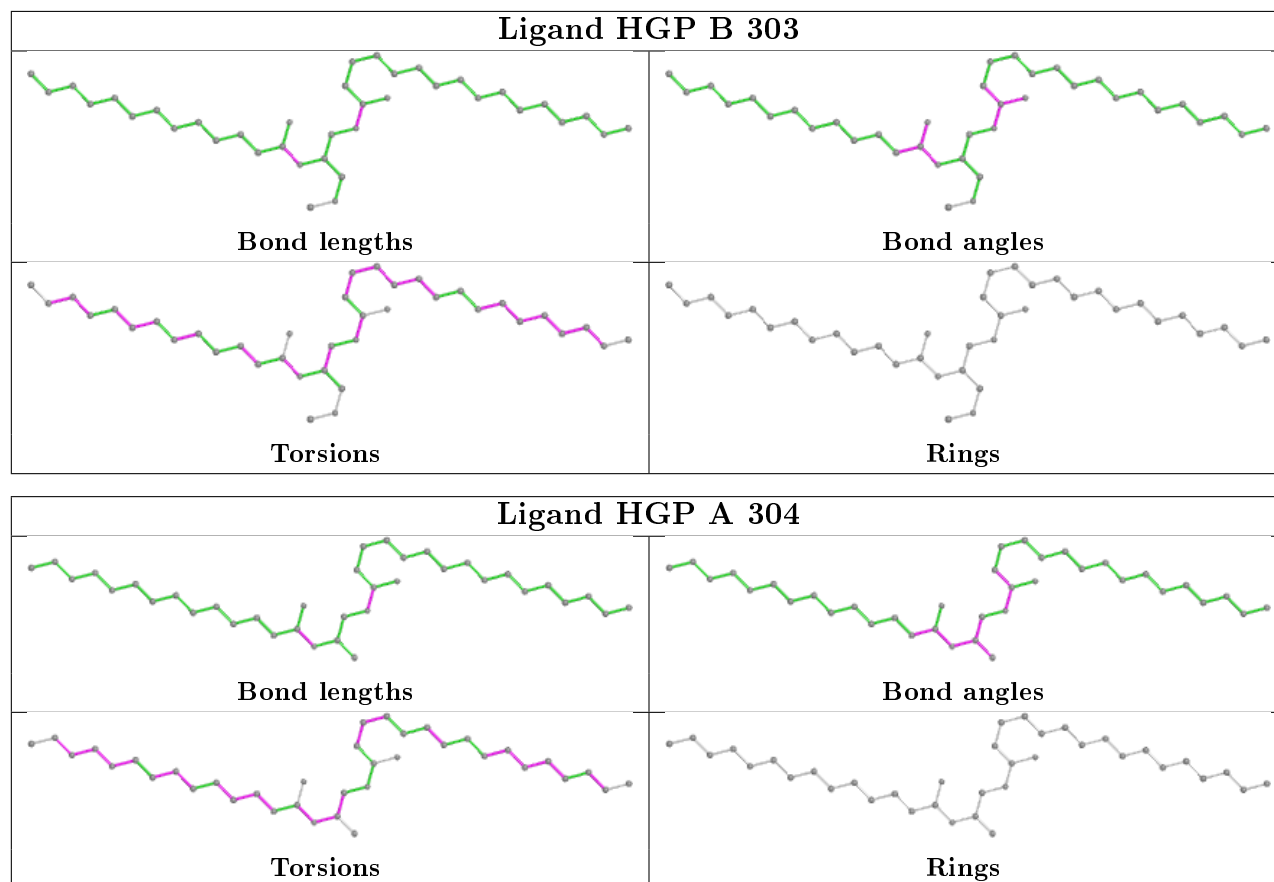 Ligand HGP B 303
Bond lengths
Bond angles
Torsions
Rings
Ligand HGP A 304
Bond lengths
Bond angles
Torsions
Rings